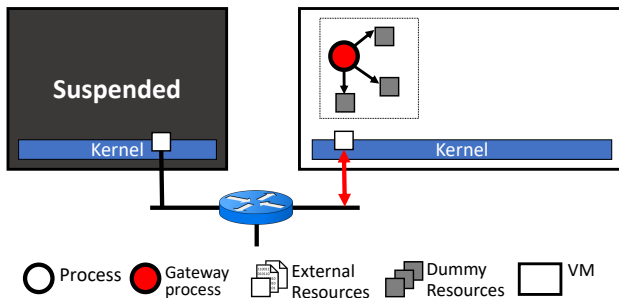 Suspended
Kernel
Kernel
Process
Gateway
process
External
Resources
Dummy
Resources
VM